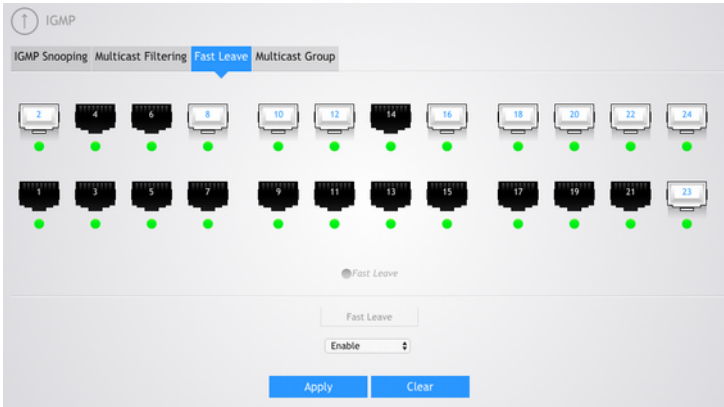 IGMP
IGMP Snooping Multicast Filtering Fast Leave Multicast Group
2 4 6 8 10 12 14 16 18 20 22 24
1 3 5 7 9 11 13 15 17 19 21 23
Fast Leave
Fast Leave
Enable
Apply Clear